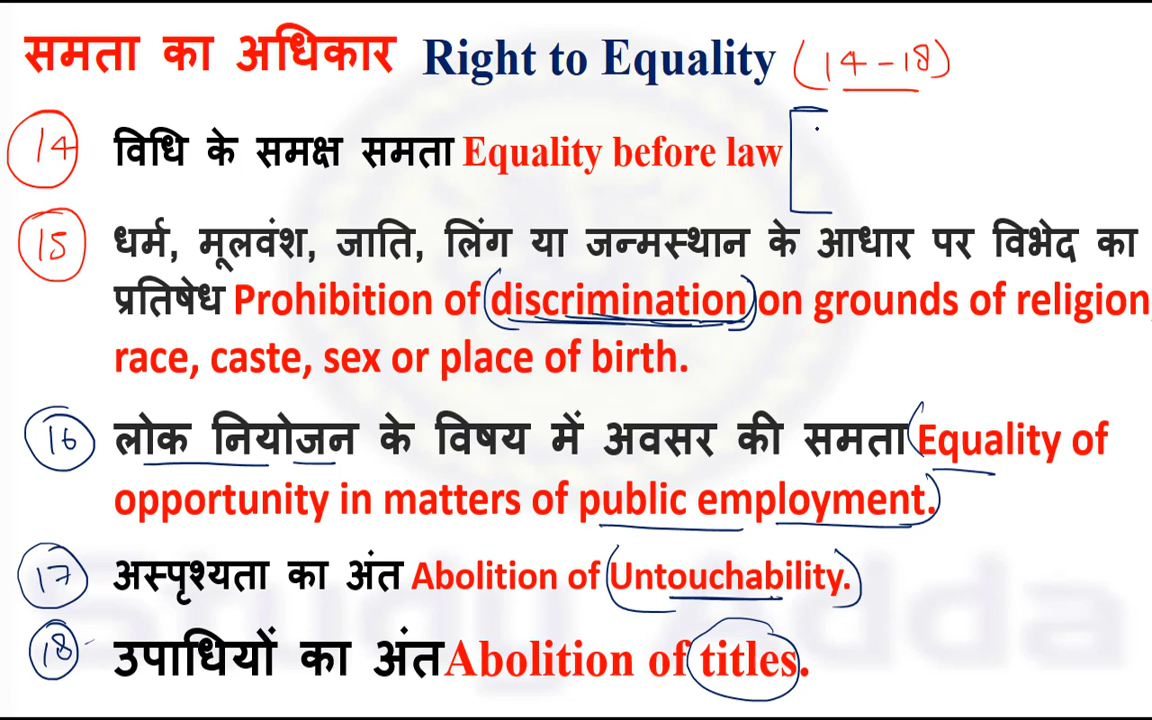 समता का अधिकार Right to Equality (14-18)
14 विधि के समक्ष समता Equality before law
15 धर्म, मूलवंश, जाति, लिंग या जन्मस्थान के आधार पर विभेद का
प्रतिषेध Prohibition of discrimination on grounds of religion,
race, caste, sex or place of birth.
16 लोक नियोजन के विषय में अवसर की समता Equality of
opportunity in matters of public employment.
17 अस्पृश्यता का अंत Abolition of Untouchability.
18 उपाधियों का अंत Abolition of titles.